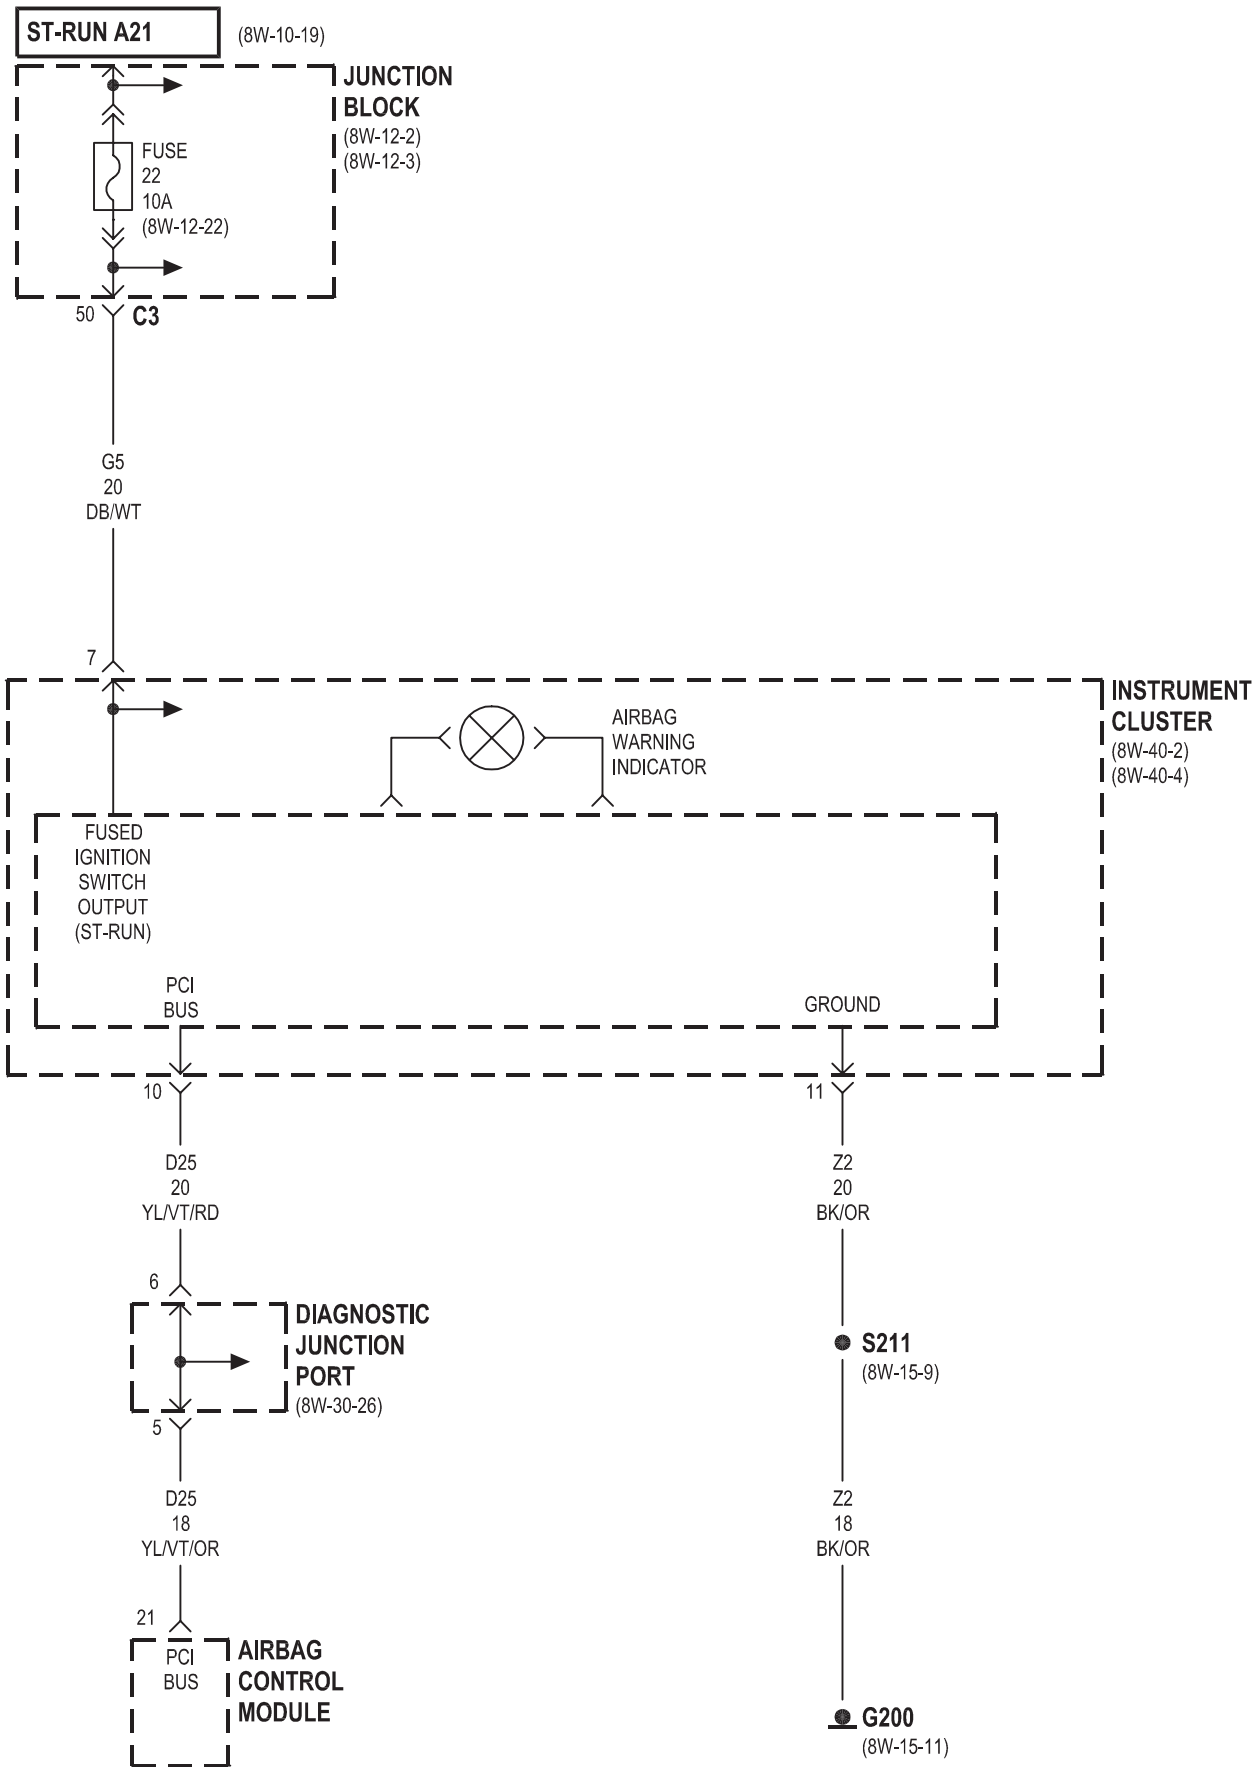 ST-RUN A21
(8W-10-19)
JUNCTION
BLOCK
(8W-12-2)
(8W-12-3)
FUSE
22
10A
(8W-12-22)
50
C3
G5
20
DB/WT
7
INSTRUMENT
CLUSTER
(8W-40-2)
(8W-40-4)
AIRBAG
WARNING
INDICATOR
FUSED
IGNITION
SWITCH
OUTPUT
(ST-RUN)
PCI
BUS
GROUND
10
11
D25
20
YL/VT/RD
Z2
20
BK/OR
6
DIAGNOSTIC
JUNCTION
PORT
(8W-30-26)
S211
(8W-15-9)
5
D25
18
YL/VT/OR
Z2
18
BK/OR
21
PCI
BUS
AIRBAG
CONTROL
MODULE
G200
(8W-15-11)